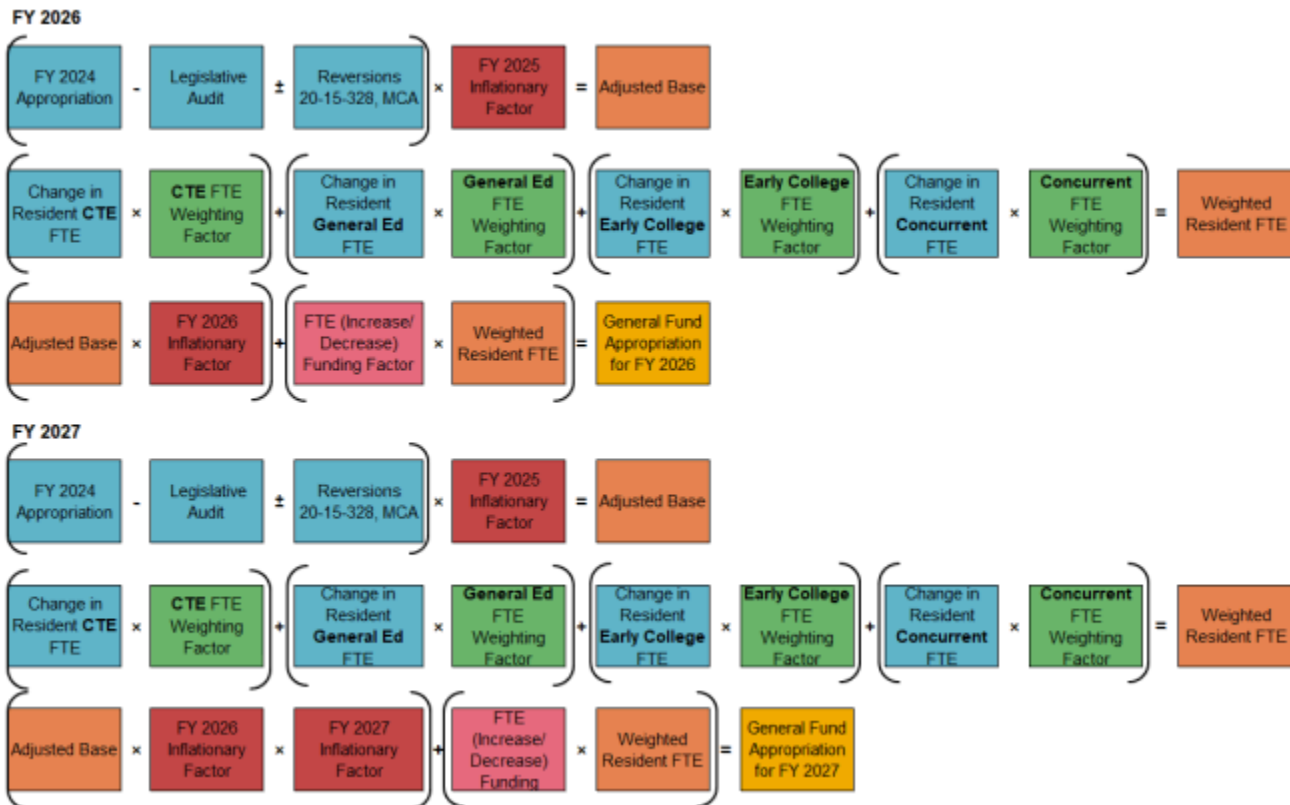 FY 2026
FY 2024
Appropriation
-
Legislative
Audit
±
Reversions
20-15-328, MCA
×
FY 2025
Inflationary
Factor
=
Adjusted Base
Change in
Resident CTE
FTE
×
CTE FTE
Weighting
Factor
+
Change in
Resident
General Ed
FTE
×
General Ed
FTE
Weighting
Factor
+
Change in
Resident
Early College
FTE
×
Early College
FTE
Weighting
Factor
+
Change in
Resident
Concurrent
FTE
×
Concurrent
FTE
Weighting
Factor
=
Weighted
Resident FTE
Adjusted Base
×
FY 2026
Inflationary
Factor
+
FTE (Increase/
Decrease)
Funding Factor
×
Weighted
Resident FTE
=
General Fund
Appropriation
for FY 2026
FY 2027
FY 2024
Appropriation
-
Legislative
Audit
±
Reversions
20-15-328, MCA
×
FY 2025
Inflationary
Factor
=
Adjusted Base
Change in
Resident CTE
FTE
×
CTE FTE
Weighting
Factor
+
Change in
Resident
General Ed
FTE
×
General Ed
FTE
Weighting
Factor
+
Change in
Resident
Early College
FTE
×
Early College
FTE
Weighting
Factor
+
Change in
Resident
Concurrent
FTE
×
Concurrent
FTE
Weighting
Factor
=
Weighted
Resident FTE
Adjusted Base
×
FY 2026
Inflationary
Factor
×
FY 2027
Inflationary
Factor
+
FTE
(Increase/
Decrease)
Funding
×
Weighted
Resident FTE
=
General Fund
Appropriation
for FY 2027